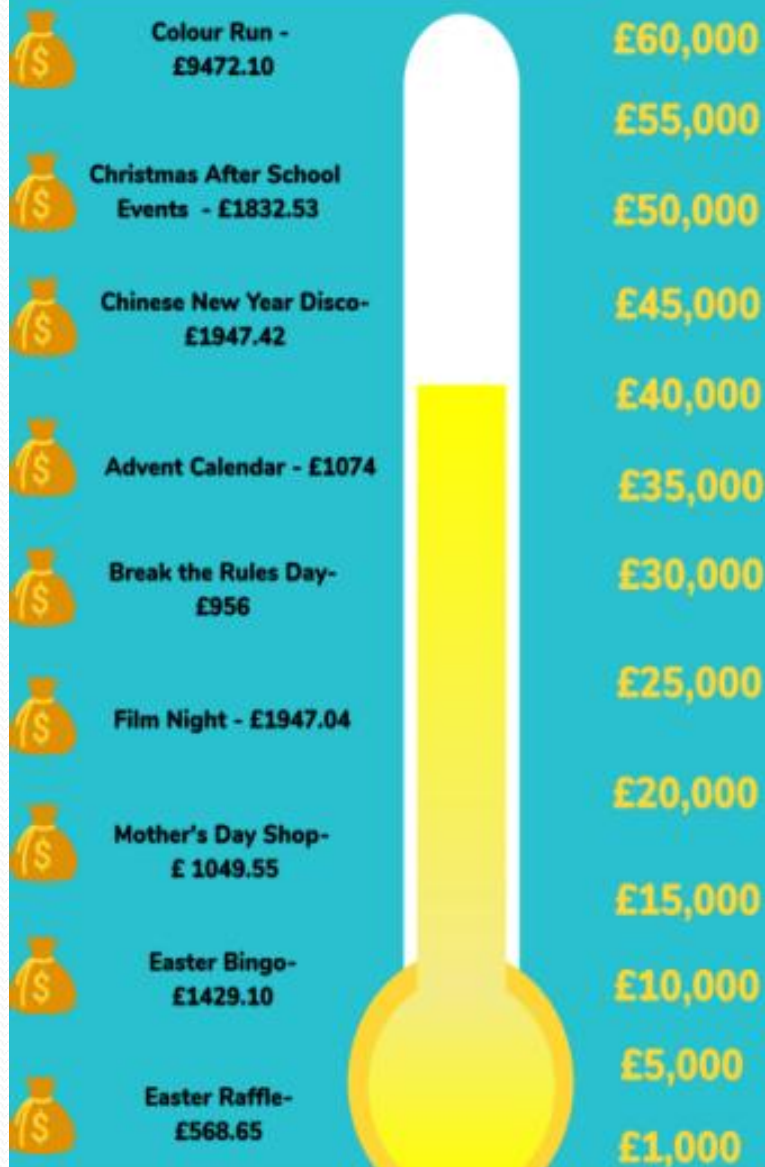 Colour Run -
£9472.10
Christmas After School
Events - £1832.53
Chinese New Year Disco-
£1947.42
Advent Calendar - £1074
Break the Rules Day-
£956
Film Night - £1947.04
Mother's Day Shop-
£ 1049.55
Easter Bingo-
£1429.10
Easter Raffle-
£568.65
£60,000
£55,000
£50,000
£45,000
£40,000
£35,000
£30,000
£25,000
£20,000
£15,000
£10,000
£5,000
£1,000